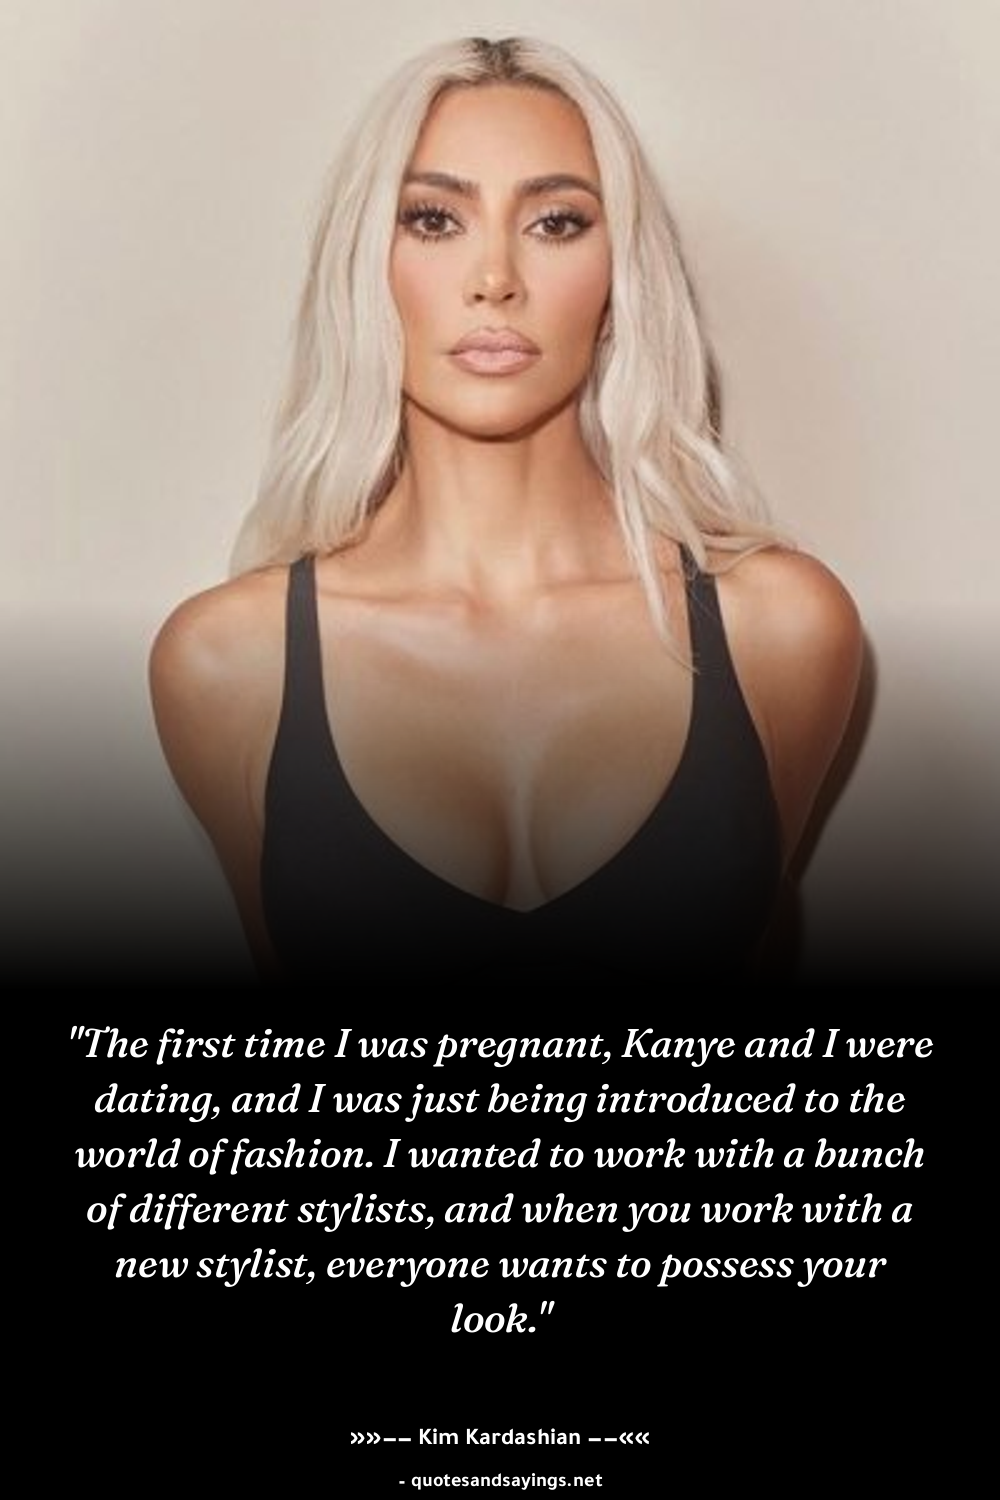 "The first time I was pregnant, Kanye and I were
dating, and I was just being introduced to the
world of fashion. I wanted to work with a bunch
of different stylists, and when you work with a
new stylist, everyone wants to possess your
look."
»»−− Kim Kardashian −−««
- quotesandsayings.net